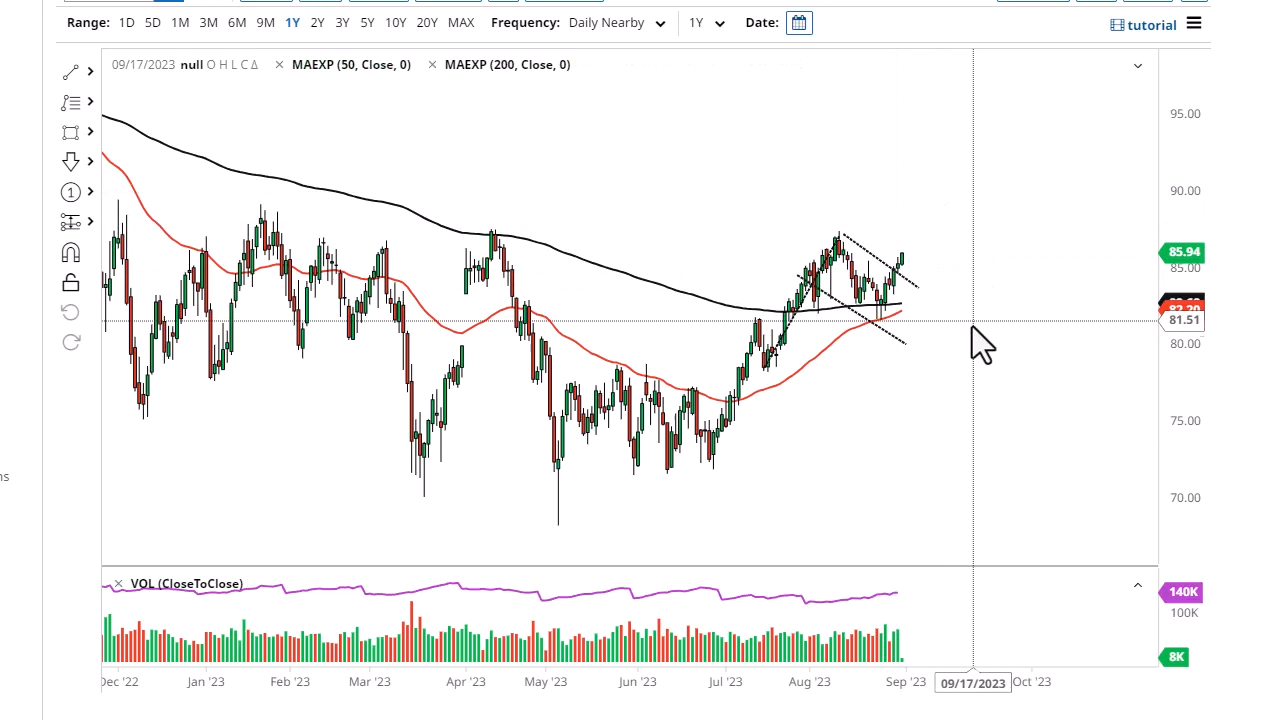 Range: 1D 5D 1M 3M 6M 9M 1Y 2Y 3Y 5Y 10Y 20Y MAX Frequency: Daily Nearby 1Y Date: tutorial
09/17/2023 null O H L C Δ × MAEXP (50, Close, 0) × MAEXP (200, Close, 0)
95.00
90.00
85.94
85.00
82.20
81.51
80.00
75.00
ns
70.00
× VOL (CloseToClose)
140K
100K
8K
Dec '22 Jan '23 Feb '23 Mar '23 Apr '23 May '23 Jun '23 Jul '23 Aug '23 Sep '23 09/17/2023 Oct '23